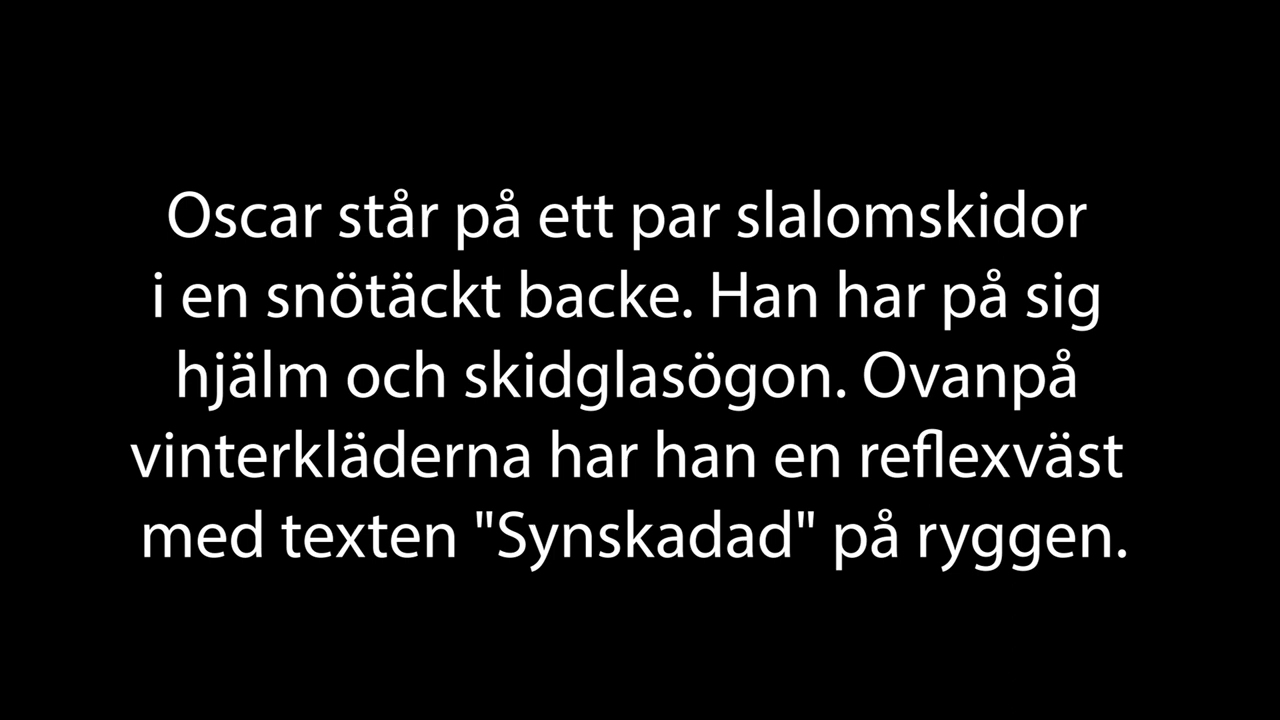 Oscar står på ett par slalomskidor
i en snötäckt backe. Han har på sig
hjälm och skidglasögon. Ovanpå
vinterkläderna har han en reflexväst
med texten "Synskadad" på ryggen.